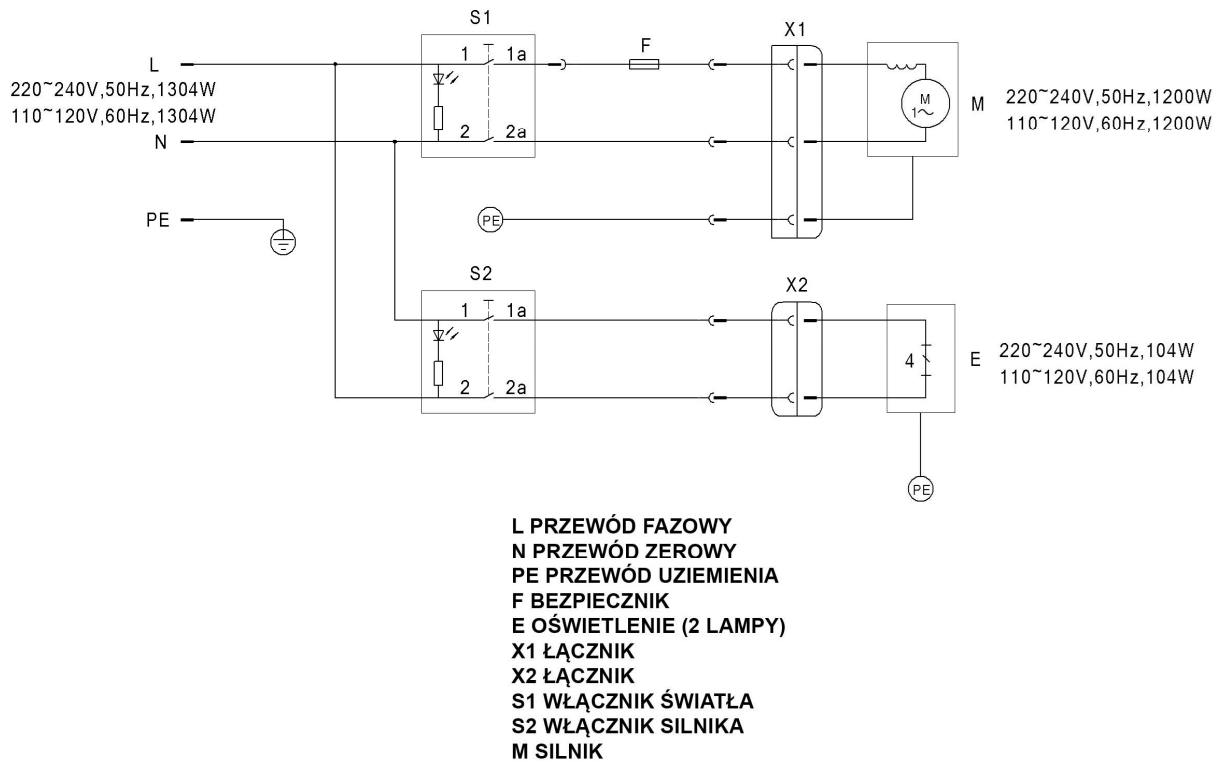 S1
X1
F
1 1a
L
220~240V,50Hz,1304W
110~120V,60Hz,1304W
M
1~
M
220~240V,50Hz,1200W
110~120V,60Hz,1200W
2 2a
N
PE
PE
S2
X2
1 1a
4
E
220~240V,50Hz,104W
110~120V,60Hz,104W
2 2a
PE
L PRZEWÓD FAZOWY
N PRZEWÓD ZEROWY
PE PRZEWÓD UZIEMIENIA
F BEZPIECZNIK
E OŚWIETLENIE (2 LAMPY)
X1 ŁĄCZNIK
X2 ŁĄCZNIK
S1 WŁĄCZNIK ŚWIATŁA
S2 WŁĄCZNIK SILNIKA
M SILNIK